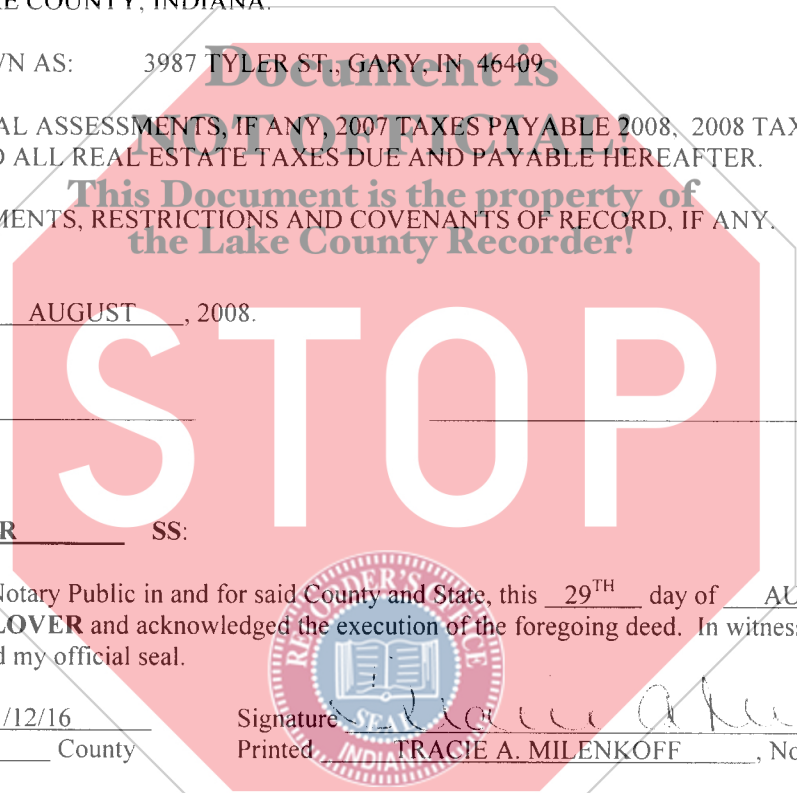 KE COUNTY, INDIANA.
WN AS: 3987 TYLER ST., GARY, IN 46409
Document is
AL ASSESSMENTS, IF ANY, 2007 TAXES PAYABLE 2008, 2008 TAX
NOT OFFICIAL!
D ALL REAL ESTATE TAXES DUE AND PAYABLE HEREAFTER.
This Document is the property of
MENTS, RESTRICTIONS AND COVENANTS OF RECORD, IF ANY.
the Lake County Recorder!
AUGUST , 2008.
STOP
R SS:
Notary Public in and for said County and State, this 29TH day of AU
LOVER and acknowledged the execution of the foregoing deed. In witness
d my official seal.
RECORDER'S OFFICE
SEAL
INDIANA
/12/16 Signature
County Printed TRACIE A. MILENKOFF , No